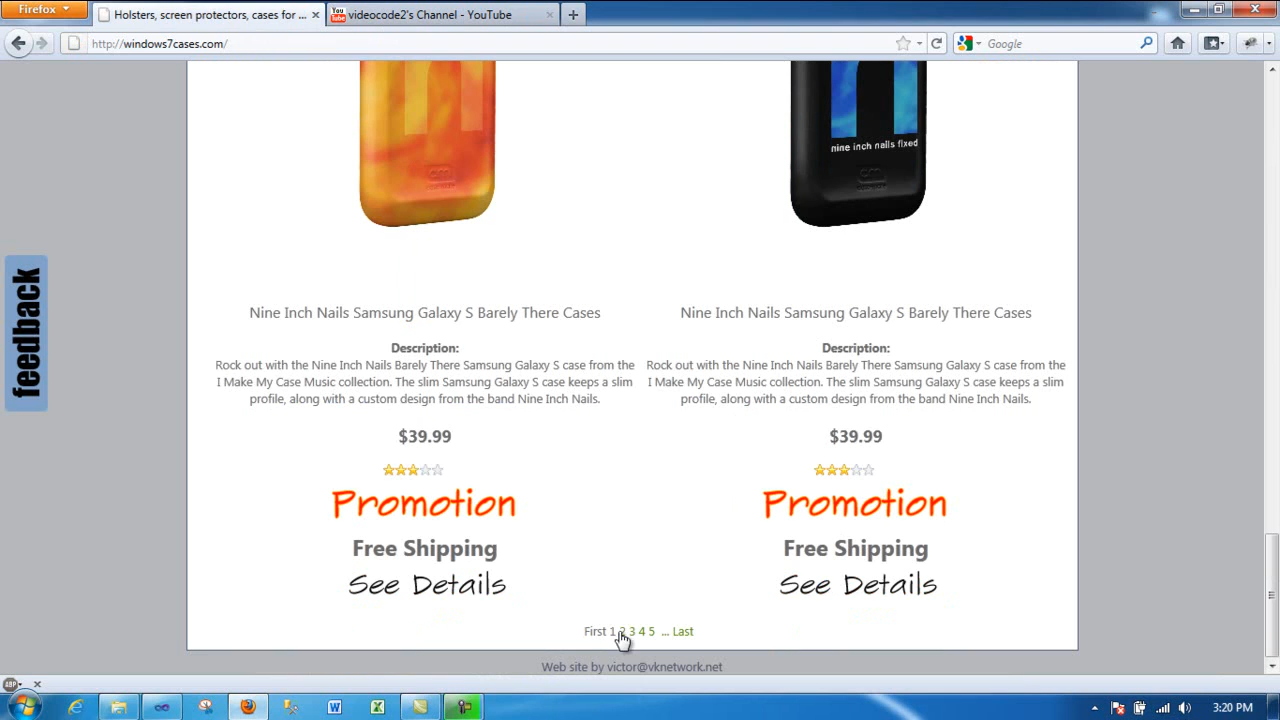 Firefox
Holsters, screen protectors, cases for ...
You Tube
videocode2's Channel - YouTube
http://windows7cases.com/
Google
nine inch nails fixed
feedback
Nine Inch Nails Samsung Galaxy S Barely There Cases
Description:
Rock out with the Nine Inch Nails Barely There Samsung Galaxy S case from the
I Make My Case Music collection. The slim Samsung Galaxy S case keeps a slim
profile, along with a custom design from the band Nine Inch Nails.
$39.99
Promotion
Free Shipping
See Details
Nine Inch Nails Samsung Galaxy S Barely There Cases
Description:
Rock out with the Nine Inch Nails Barely There Samsung Galaxy S case from the
I Make My Case Music collection. The slim Samsung Galaxy S case keeps a slim
profile, along with a custom design from the band Nine Inch Nails.
$39.99
Promotion
Free Shipping
See Details
First 1 2 3 4 5 ... Last
Web site by victor@vknetwork.net
ABP
3:20 PM